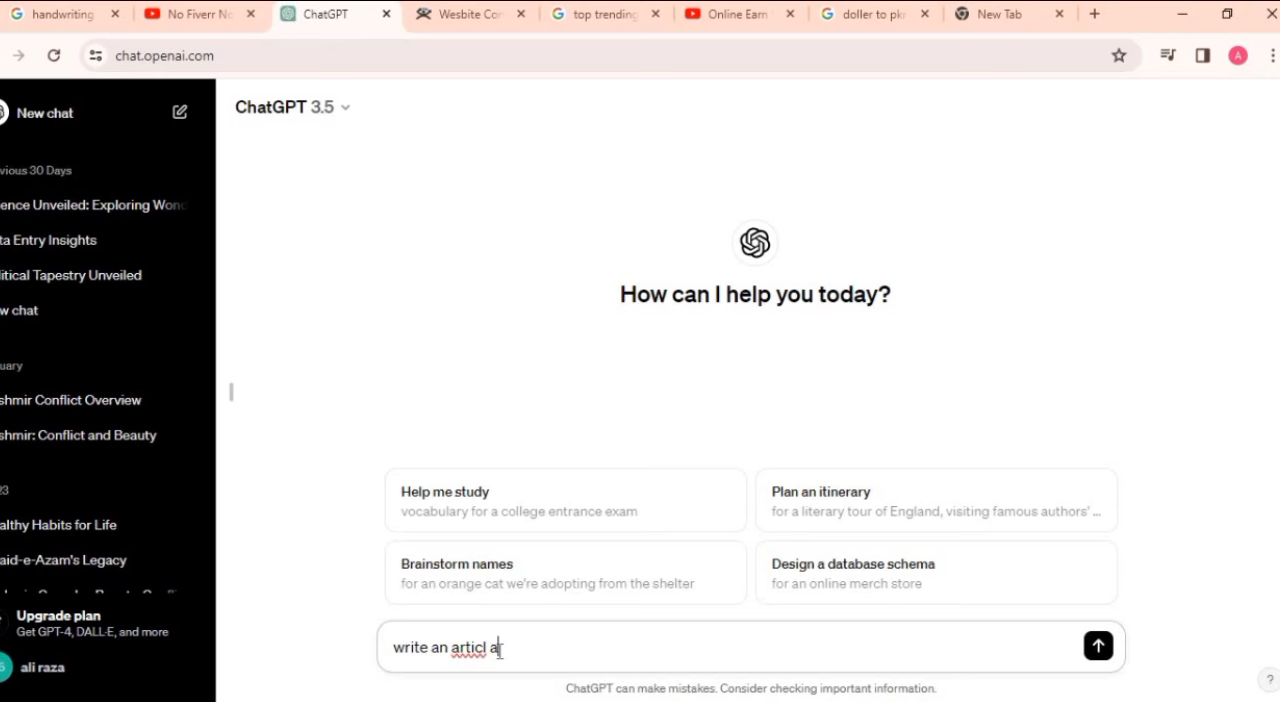 handwriting
No Fiverr No
ChatGPT
Wesbite Con
top trending
Online Earn
doller to pkr
New Tab
chat.openai.com
A
New chat
ChatGPT 3.5
vious 30 Days
ence Unveiled: Exploring Wond
ta Entry Insights
litical Tapestry Unveiled
w chat
uary
shmir Conflict Overview
shmir: Conflict and Beauty
23
althy Habits for Life
aid-e-Azam's Legacy
Upgrade plan
Get GPT-4, DALL·E, and more
ali raza
How can I help you today?
Help me study
vocabulary for a college entrance exam
Plan an itinerary
for a literary tour of England, visiting famous authors' ...
Brainstorm names
for an orange cat we're adopting from the shelter
Design a database schema
for an online merch store
write an articl a
ChatGPT can make mistakes. Consider checking important information.
?